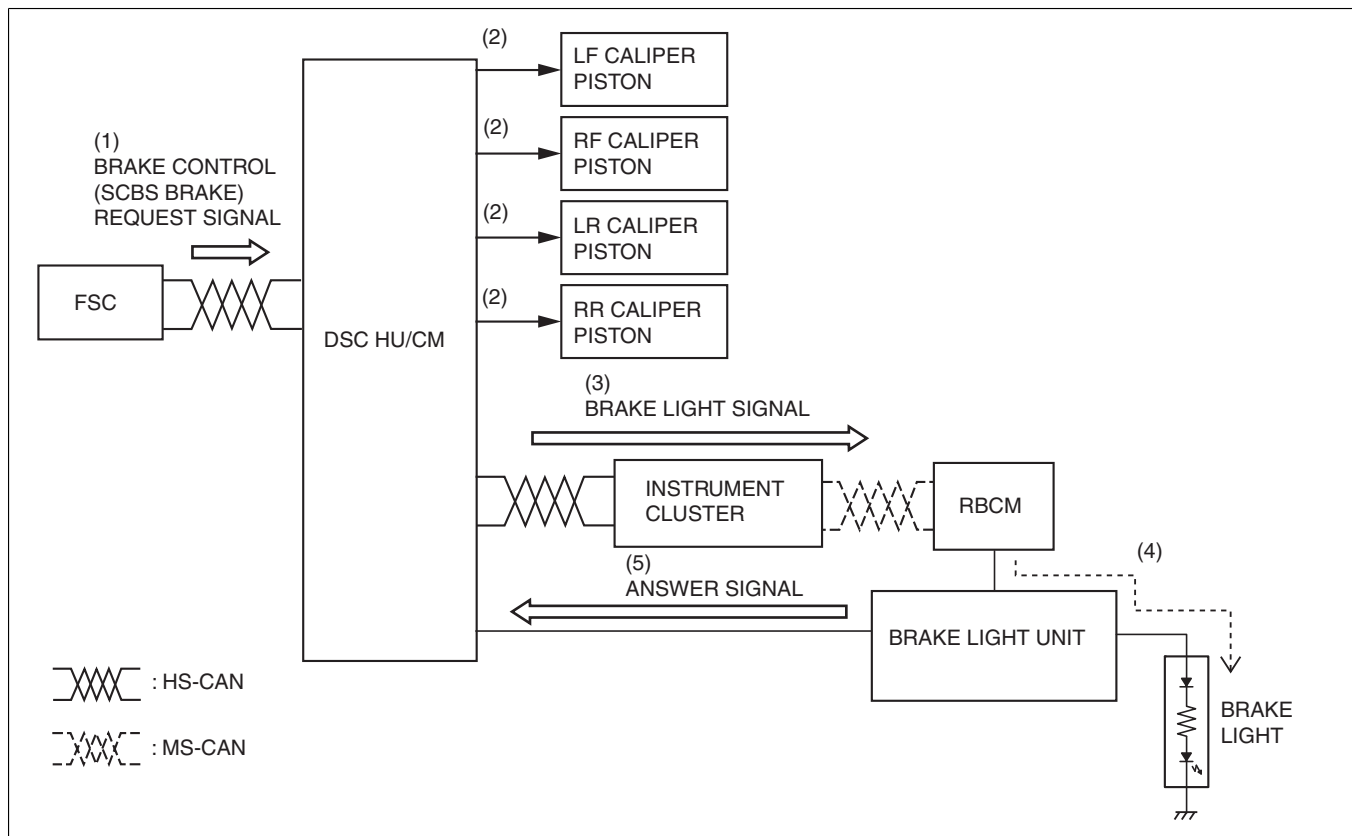 (2)
LF CALIPER
PISTON
(1)
BRAKE CONTROL
(SCBS BRAKE)
REQUEST SIGNAL
(2)
RF CALIPER
PISTON
(2)
LR CALIPER
PISTON
FSC
DSC HU/CM
(2)
RR CALIPER
PISTON
(3)
BRAKE LIGHT SIGNAL
INSTRUMENT
CLUSTER
RBCM
(4)
(5)
ANSWER SIGNAL
BRAKE LIGHT UNIT
BRAKE
LIGHT
: HS-CAN
: MS-CAN